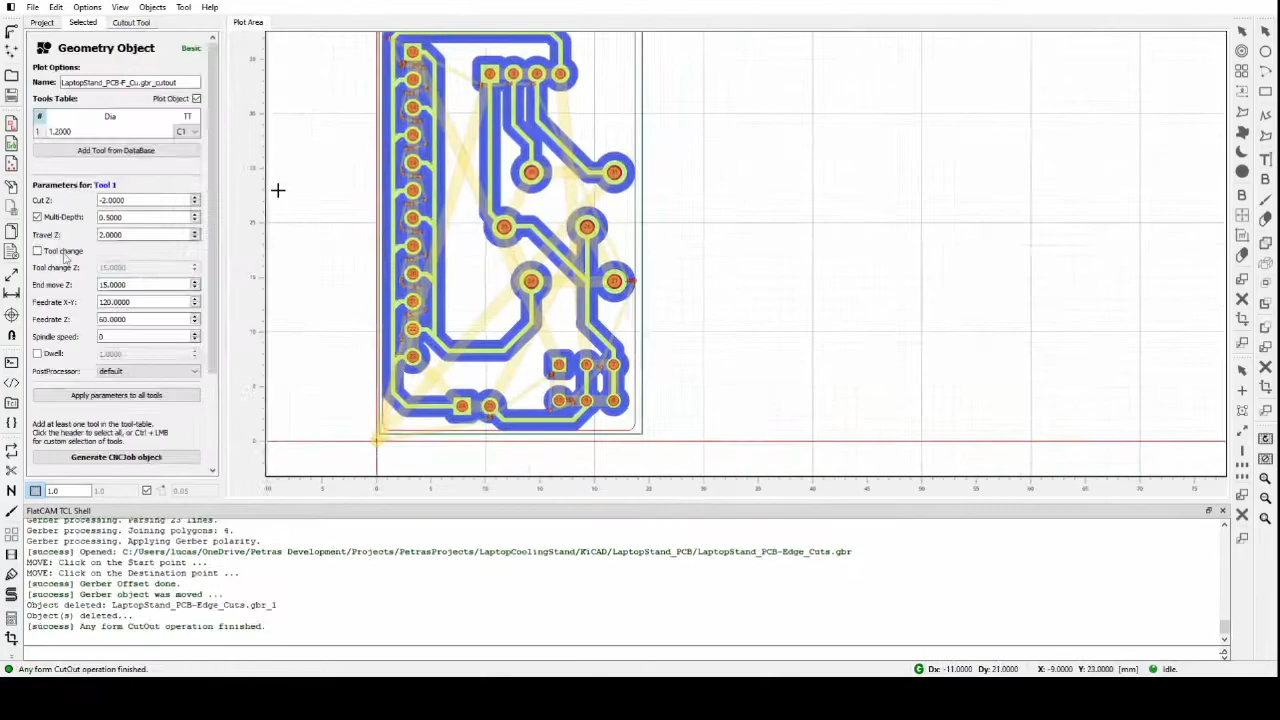 File Edit Options View Objects Tool Help
Project Selected Cutout Tool Plot Area
Geometry Object Basic
Plot Options:
Name: LaptopStand_PCB-F_Cu.gbr_cutout
Tools Table: Plot Object
# Dia TT
1 1.2000 C1
Add Tool from DataBase
Parameters for: Tool 1
Cut Z: -2.0000
Multi-Depth: 0.5000
Travel Z: 2.0000
Tool change
Tool change Z: 15.0000
End move Z: 15.0000
Feedrate X-Y: 120.0000
Feedrate Z: 60.0000
Spindle speed: 0
Dwell: 1.0000
PostProcessor: default
Apply parameters to all tools
Add at least one tool in the tool-table.
Click the header to select all, or Ctrl + LMB
for custom selection of tools.
Generate CNCJob object
1.0 1.0 0.05
FlatCAM TCL Shell
Gerber processing. Parsing 23 lines.
Gerber processing. Joining polygons: 4.
Gerber processing. Applying Gerber polarity.
[success] Opened: C:/Users/lucas/OneDrive/Petras Development/Projects/PetrasProjects/LaptopCoolingStand/KiCAD/LaptopStand_PCB/LaptopStand_PCB-Edge_Cuts.gbr
MOVE: Click on the Start point ...
MOVE: Click on the Destination point ...
[success] Gerber Offset done.
[success] Gerber object was moved ...
Object deleted: LaptopStand_PCB-Edge_Cuts.gbr_1
Object(s) deleted...
[success] Any form CutOut operation finished.
Any form CutOut operation finished. Dx: -11.0000 Dy: 21.0000 X: -9.0000 Y: 23.0000 [mm] Idle.